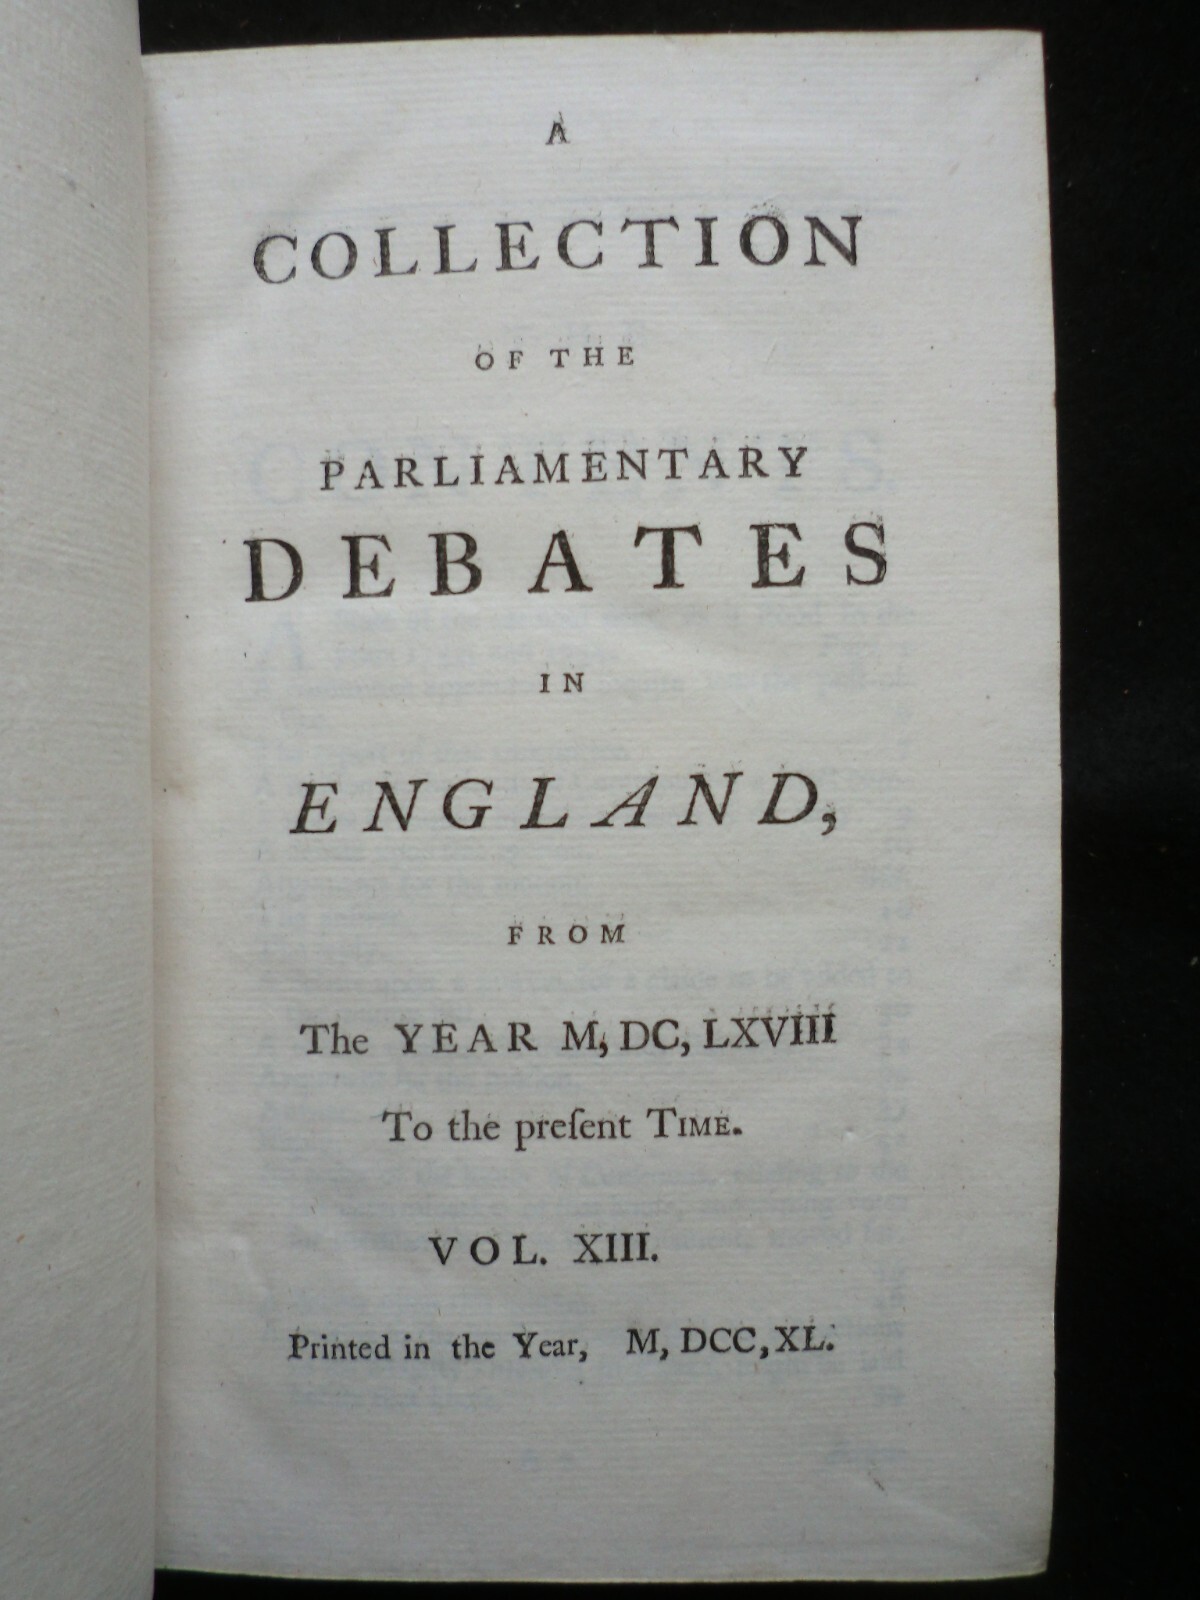 A
COLLECTION
OF THE
PARLIAMENTARY
DEBATES
IN
ENGLAND,
FROM
The YEAR M, DC, LXVIII
To the preſent TIME.
VOL. XIII.
Printed in the Year, M, DCC, XL.